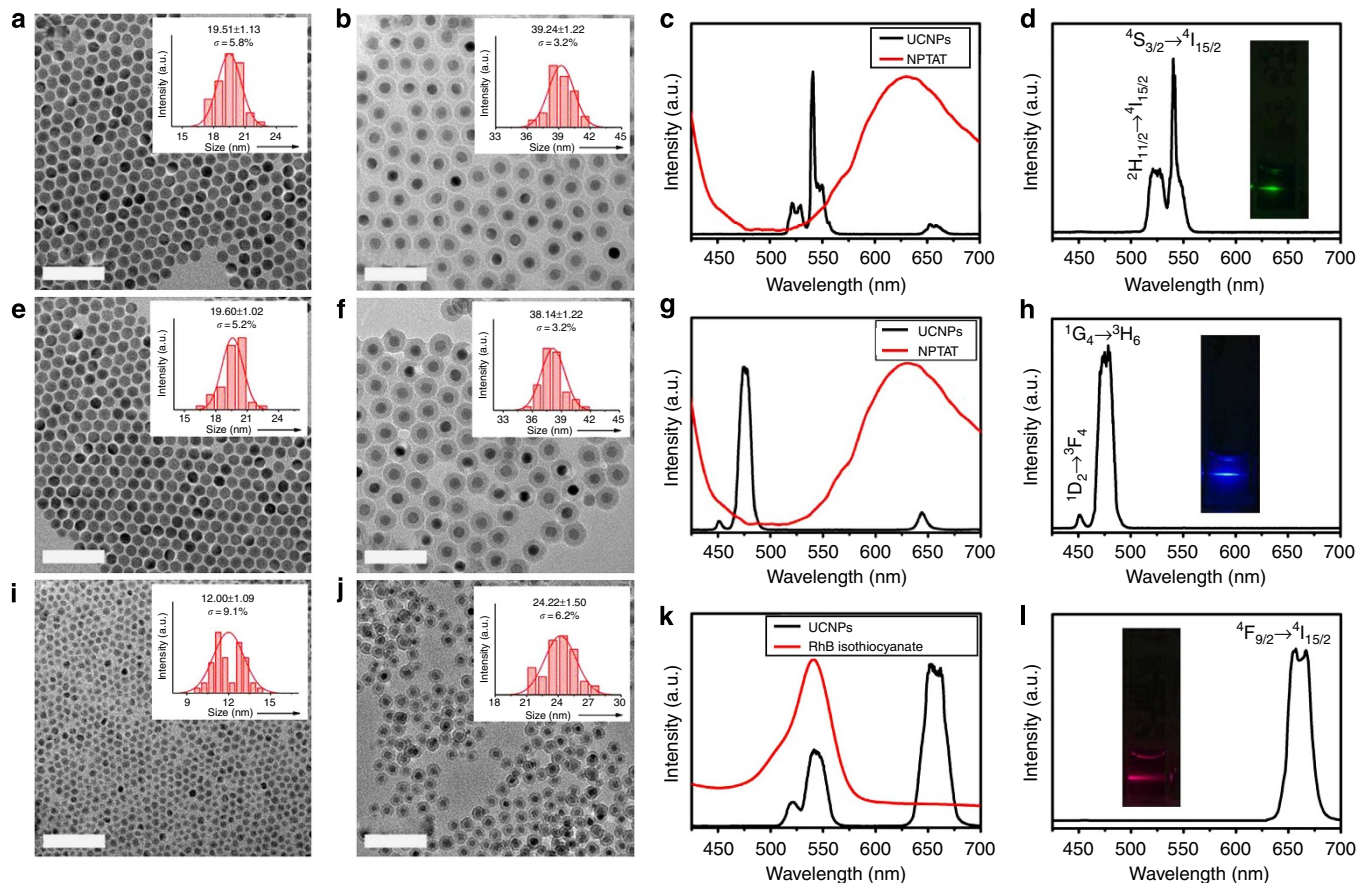 a
19.51±1.13
σ = 5.8%
Intensity (a.u.)
15 18 21 24
Size (nm)
b
39.24±1.22
σ = 3.2%
Intensity (a.u.)
33 36 39 42 45
Size (nm)
c
UCNPs
NPTAT
Intensity (a.u.)
450 500 550 600 650 700
Wavelength (nm)
d
⁴S₃/₂→⁴I₁₅/₂
²H₁₁/₂→⁴I₁₅/₂
Intensity (a.u.)
450 500 550 600 650 700
Wavelength (nm)
e
19.60±1.02
σ = 5.2%
Intensity (a.u.)
15 18 21 24
Size (nm)
f
38.14±1.22
σ = 3.2%
Intensity (a.u.)
33 36 39 42 45
Size (nm)
g
UCNPs
NPTAT
Intensity (a.u.)
450 500 550 600 650 700
Wavelength (nm)
h
¹G₄→³H₆
¹D₂→³F₄
Intensity (a.u.)
450 500 550 600 650 700
Wavelength (nm)
i
12.00±1.09
σ = 9.1%
Intensity (a.u.)
9 12 15
Size (nm)
j
24.22±1.50
σ = 6.2%
Intensity (a.u.)
18 21 24 27 30
Size (nm)
k
UCNPs
RhB isothiocyanate
Intensity (a.u.)
450 500 550 600 650 700
Wavelength (nm)
l
⁴F₉/₂→⁴I₁₅/₂
Intensity (a.u.)
450 500 550 600 650 700
Wavelength (nm)